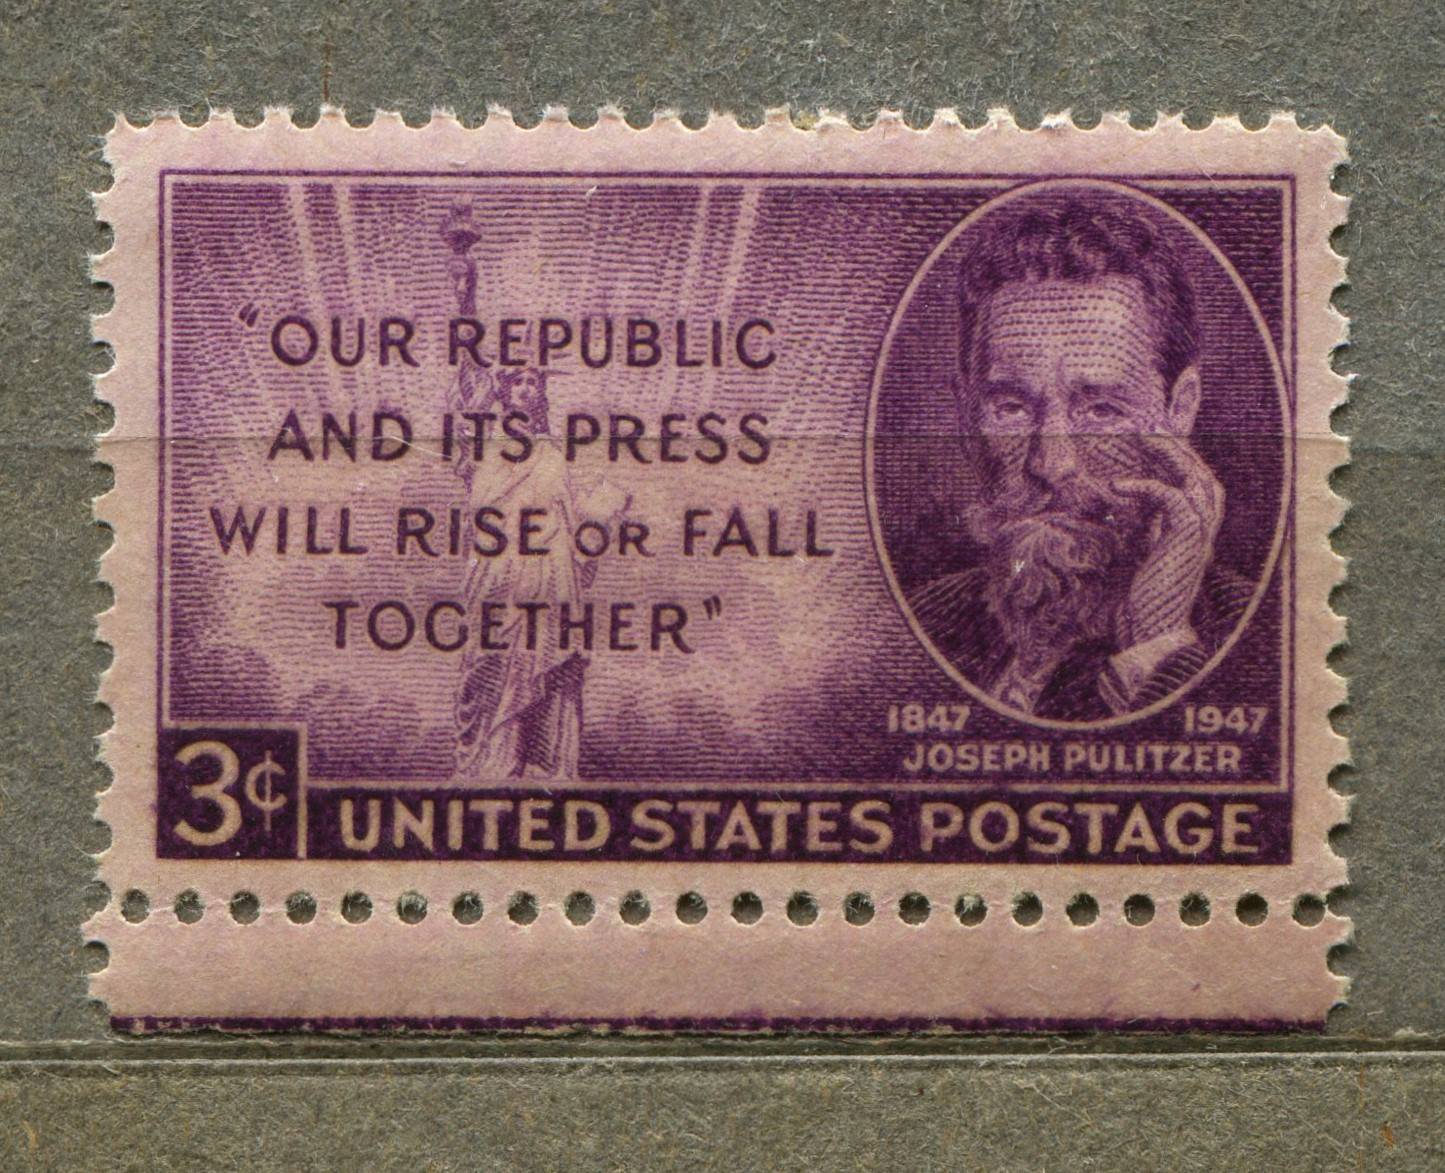 “OUR REPUBLIC
AND ITS PRESS
WILL RISE OR FALL
TOGETHER”
1847 1947
JOSEPH PULITZER
3¢
UNITED STATES POSTAGE